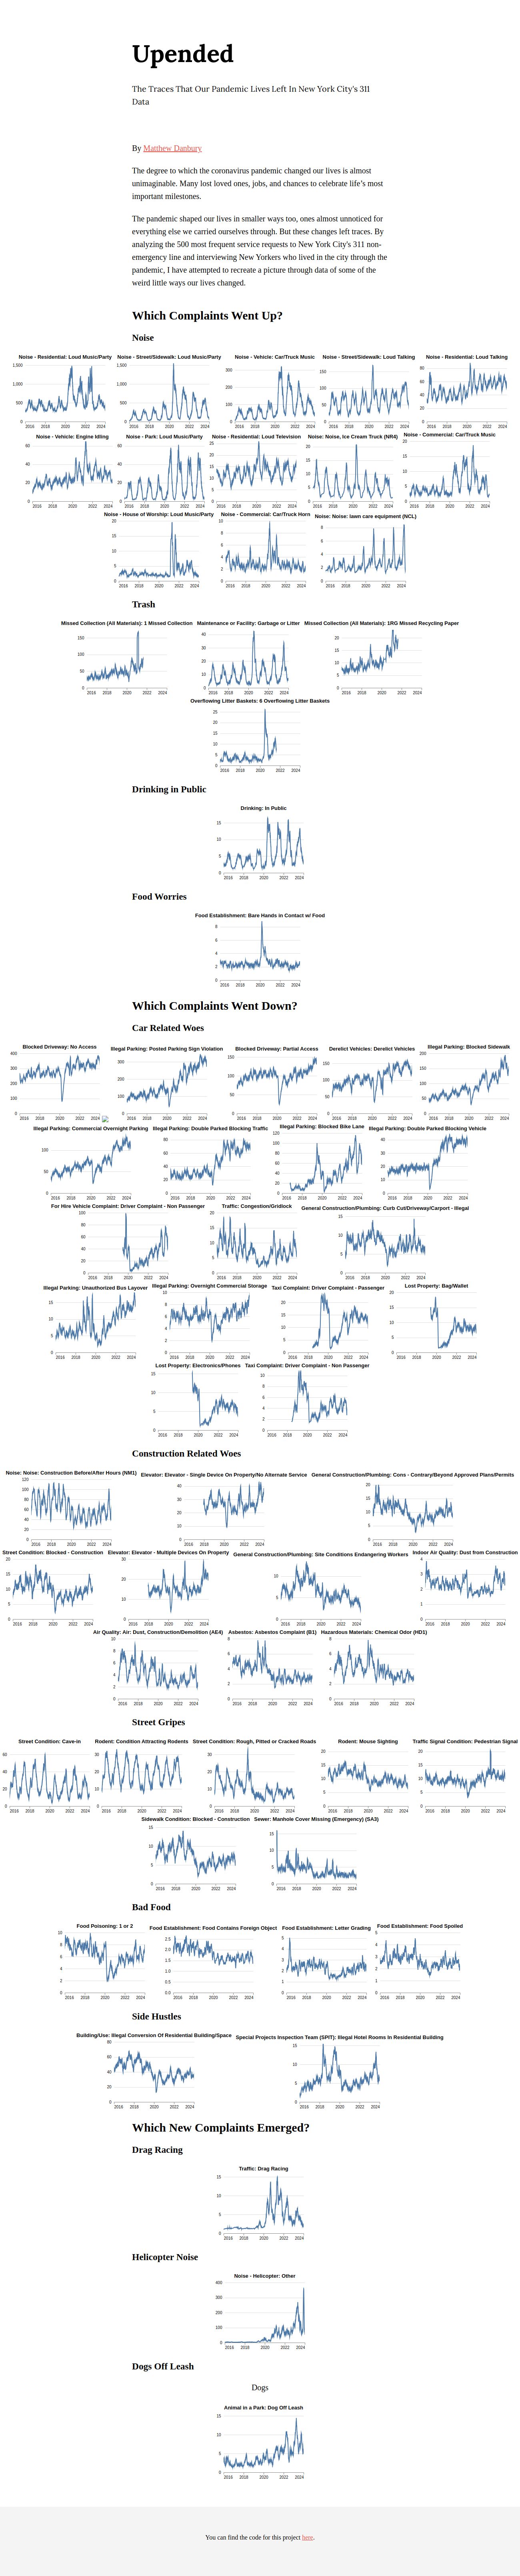 Upended
The Traces That Our Pandemic Lives Left In New York City's 311
Data
By Matthew Danbury
The degree to which the coronavirus pandemic changed our lives is almost
unimaginable. Many lost loved ones, jobs, and chances to celebrate life’s most
important milestones.
The pandemic shaped our lives in smaller ways too, ones almost unnoticed for
everything else we carried ourselves through. But these changes left traces. By
analyzing the 500 most frequent service requests to New York City's 311 non-
emergency line and interviewing New Yorkers who lived in the city through the
pandemic, I have attempted to recreate a picture through data of some of the
weird little ways our lives changed.
Which Complaints Went Up?
Noise
Noise - Residential: Loud Music/Party
Noise - Street/Sidewalk: Loud Music/Party
Noise - Vehicle: Car/Truck Music
Noise - Street/Sidewalk: Loud Talking
Noise - Residential: Loud Talking
Noise - Vehicle: Engine Idling
Noise - Park: Loud Music/Party
Noise - Residential: Loud Television
Noise: Noise, Ice Cream Truck (NR4)
Noise - Commercial: Car/Truck Music
Noise - House of Worship: Loud Music/Party
Noise - Commercial: Car/Truck Horn
Noise: Noise: lawn care equipment (NCL)
Trash
Missed Collection (All Materials): 1 Missed Collection
Maintenance or Facility: Garbage or Litter
Missed Collection (All Materials): 1RG Missed Recycling Paper
Overflowing Litter Baskets: 6 Overflowing Litter Baskets
Drinking in Public
Drinking: In Public
Food Worries
Food Establishment: Bare Hands in Contact w/ Food
Which Complaints Went Down?
Car Related Woes
Blocked Driveway: No Access
Illegal Parking: Posted Parking Sign Violation
Blocked Driveway: Partial Access
Derelict Vehicles: Derelict Vehicles
Illegal Parking: Blocked Sidewalk
Illegal Parking: Commercial Overnight Parking
Illegal Parking: Double Parked Blocking Traffic
Illegal Parking: Blocked Bike Lane
Illegal Parking: Double Parked Blocking Vehicle
For Hire Vehicle Complaint: Driver Complaint - Non Passenger
Traffic: Congestion/Gridlock
General Construction/Plumbing: Curb Cut/Driveway/Carport - Illegal
Illegal Parking: Unauthorized Bus Layover
Illegal Parking: Overnight Commercial Storage
Taxi Complaint: Driver Complaint - Passenger
Lost Property: Bag/Wallet
Lost Property: Electronics/Phones
Taxi Complaint: Driver Complaint - Non Passenger
Construction Related Woes
Noise: Noise: Construction Before/After Hours (NM1)
Elevator: Elevator - Single Device On Property/No Alternate Service
General Construction/Plumbing: Cons - Contrary/Beyond Approved Plans/Permits
Street Condition: Blocked - Construction
Elevator: Elevator - Multiple Devices On Property
General Construction/Plumbing: Site Conditions Endangering Workers
Indoor Air Quality: Dust from Construction
Air Quality: Air: Dust, Construction/Demolition (AE4)
Asbestos: Asbestos Complaint (B1)
Hazardous Materials: Chemical Odor (HD1)
Street Gripes
Street Condition: Cave-in
Rodent: Condition Attracting Rodents
Street Condition: Rough, Pitted or Cracked Roads
Rodent: Mouse Sighting
Traffic Signal Condition: Pedestrian Signal
Sidewalk Condition: Blocked - Construction
Sewer: Manhole Cover Missing (Emergency) (SA3)
Bad Food
Food Poisoning: 1 or 2
Food Establishment: Food Contains Foreign Object
Food Establishment: Letter Grading
Food Establishment: Food Spoiled
Side Hustles
Building/Use: Illegal Conversion Of Residential Building/Space
Special Projects Inspection Team (SPIT): Illegal Hotel Rooms In Residential Building
Which New Complaints Emerged?
Drag Racing
Traffic: Drag Racing
Helicopter Noise
Noise - Helicopter: Other
Dogs Off Leash
Dogs
Animal in a Park: Dog Off Leash
You can find the code for this project here.